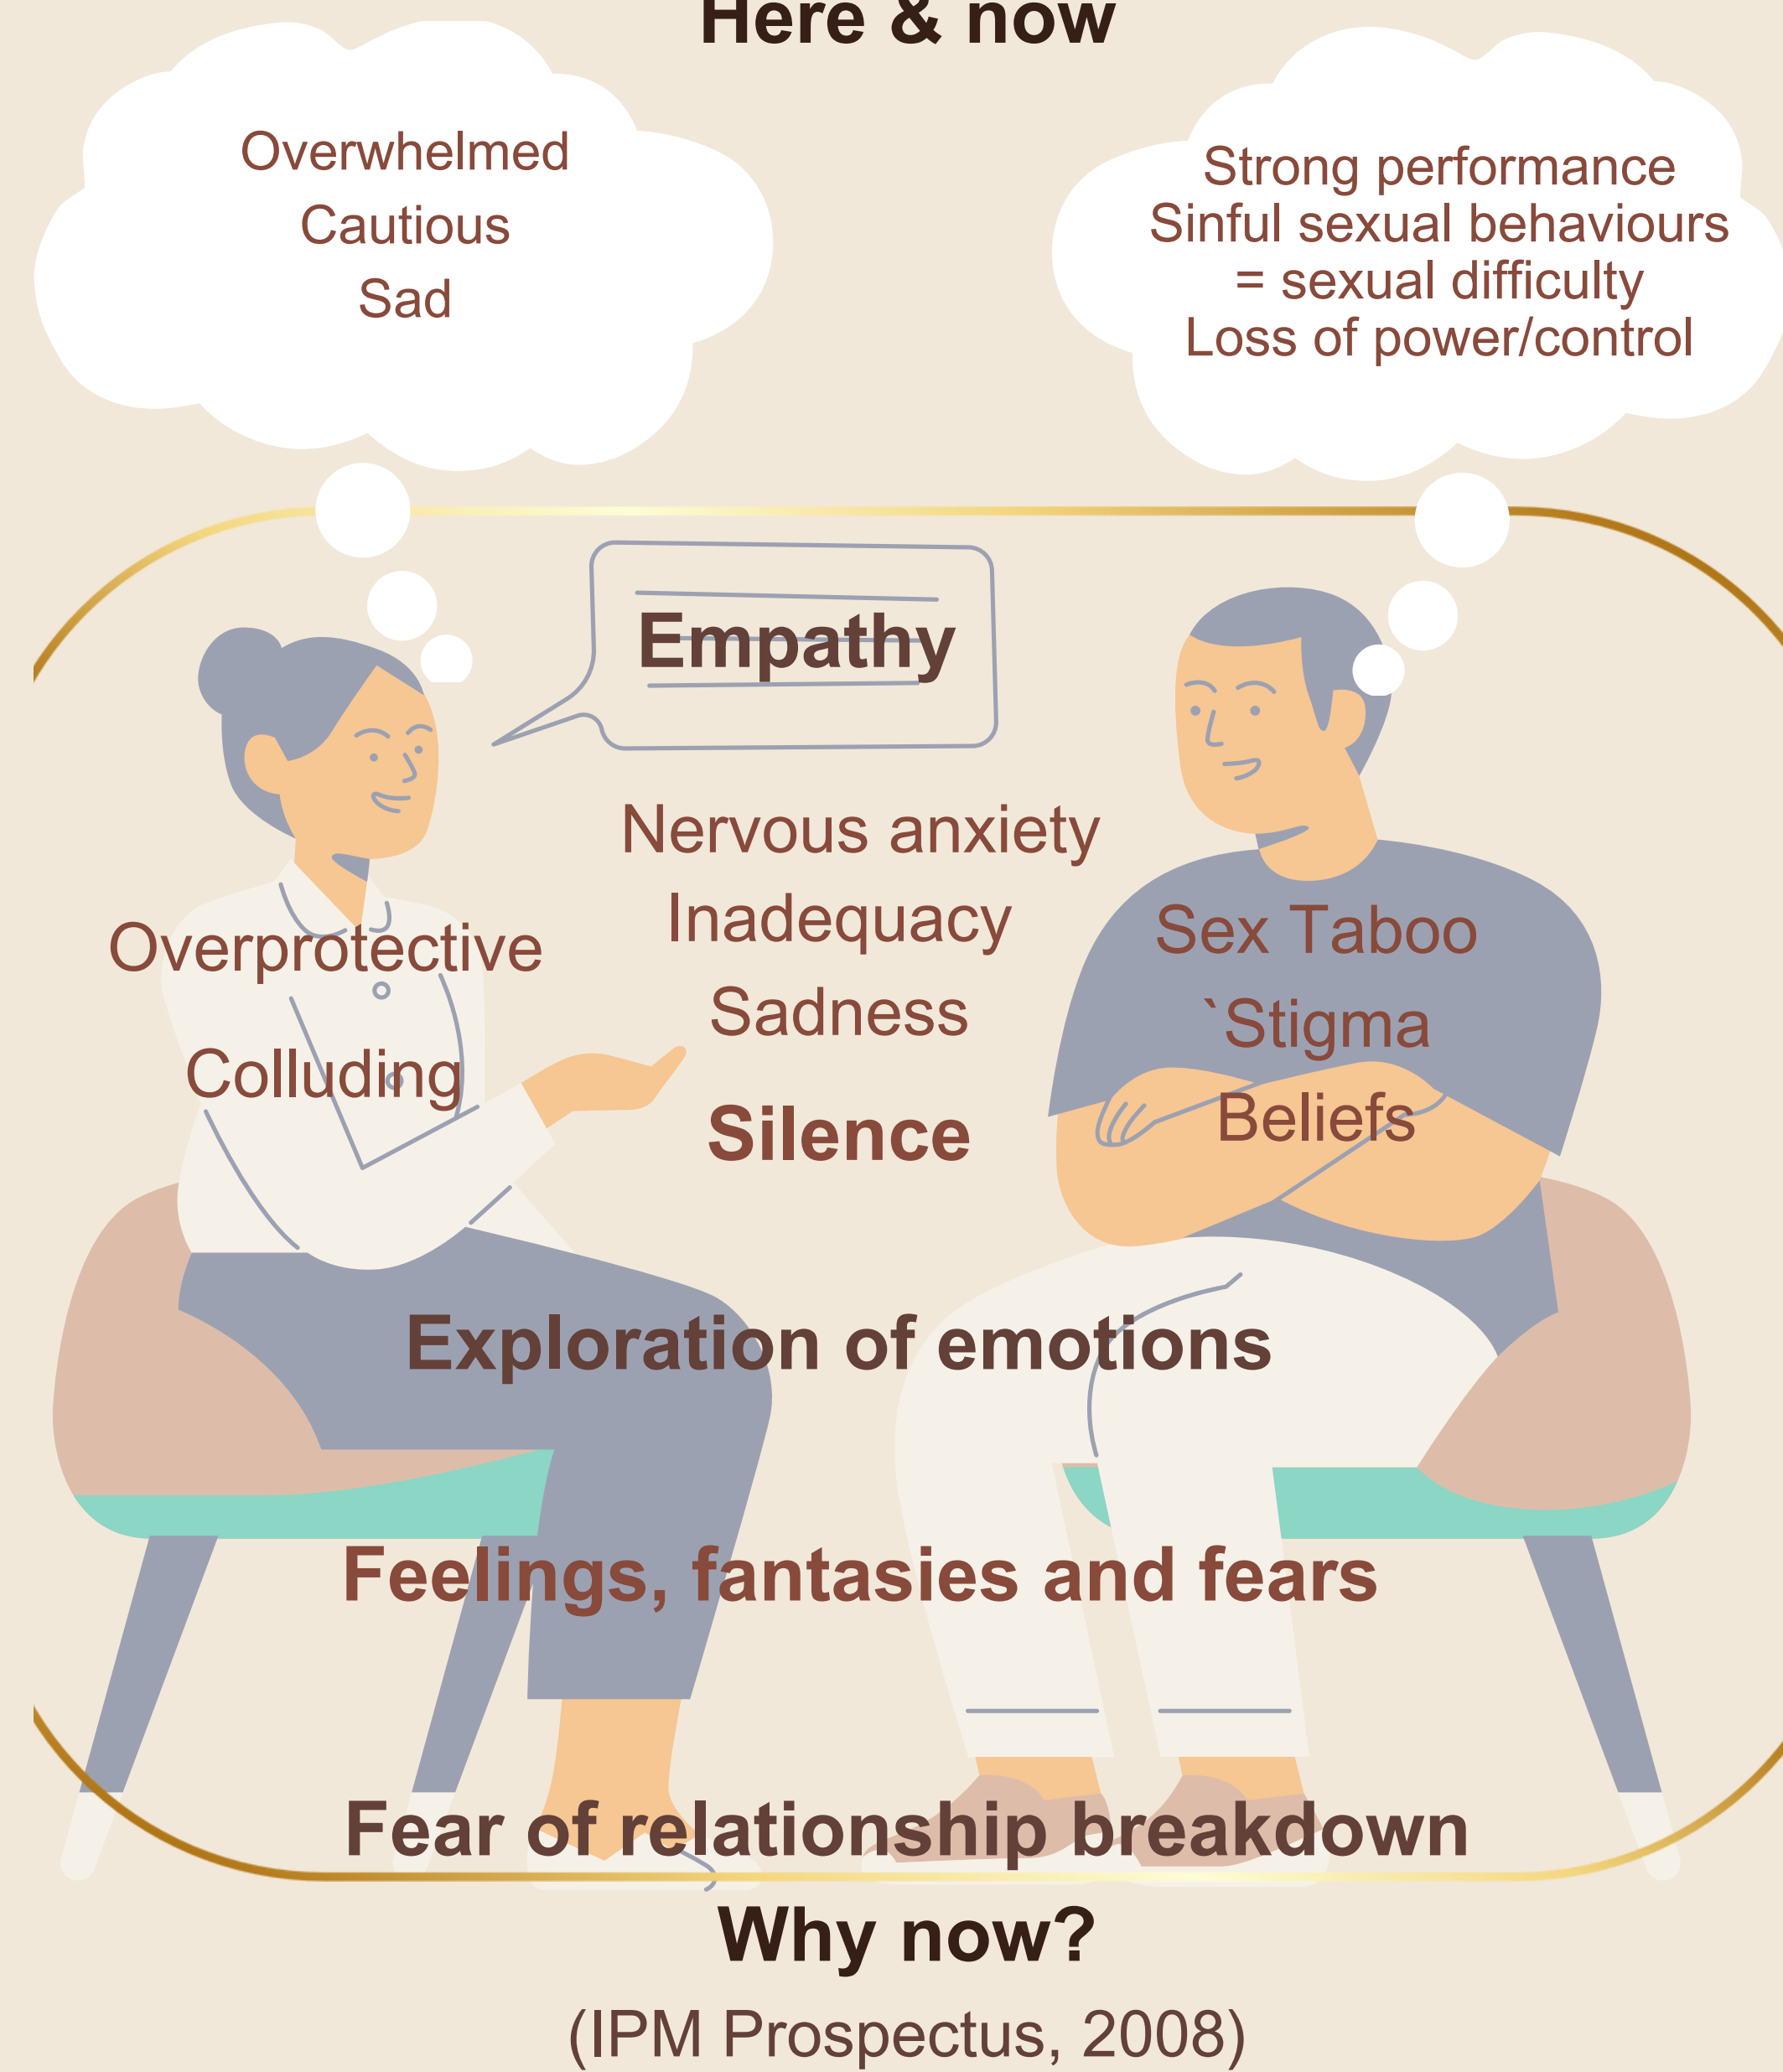 Here & now
Overwhelmed
Cautious
Sad
Strong performance
Sinful sexual behaviours
= sexual difficulty
Loss of power/control
Empathy
Nervous anxiety
Inadequacy
Sadness
Silence
Overprotective
Colluding
Sex Taboo
`Stigma
Beliefs
Exploration of emotions
Feelings, fantasies and fears
Fear of relationship breakdown
Why now?
(IPM Prospectus, 2008)